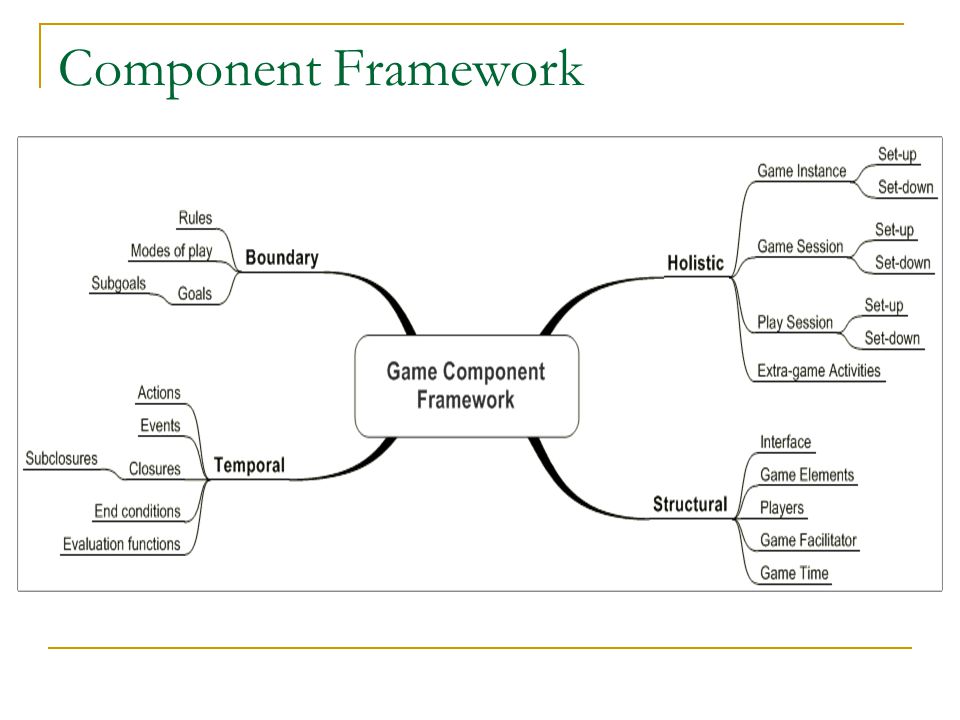 Component Framework
Rules
Modes of play
Subgoals
Goals
Boundary
Actions
Events
Subclosures
Closures
End conditions
Evaluation functions
Temporal
Game Component
Framework
Holistic
Game Instance
Set-up
Set-down
Game Session
Set-up
Set-down
Play Session
Set-up
Set-down
Extra-game Activities
Structural
Interface
Game Elements
Players
Game Facilitator
Game Time